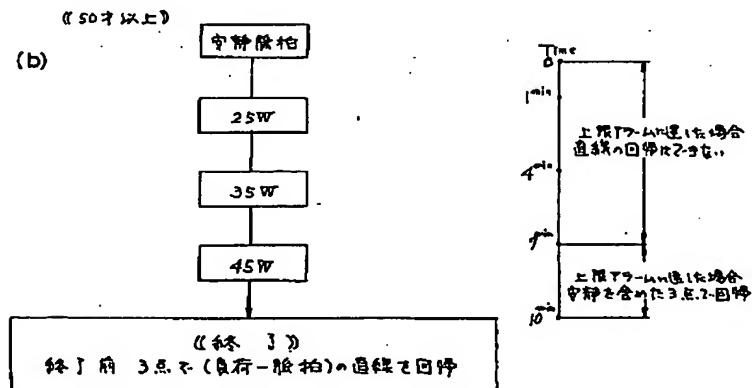 《50才以上》
(b)
安静脈拍
25W
35W
45W
《終了》
終了前 3点で(負荷－脈拍)の直線を回帰
Time
0
1min
4min
7min
10min
上限アラームに達した場合
直線の回帰はできない
上限アラームに達した場合
安静を含めた3点で回帰